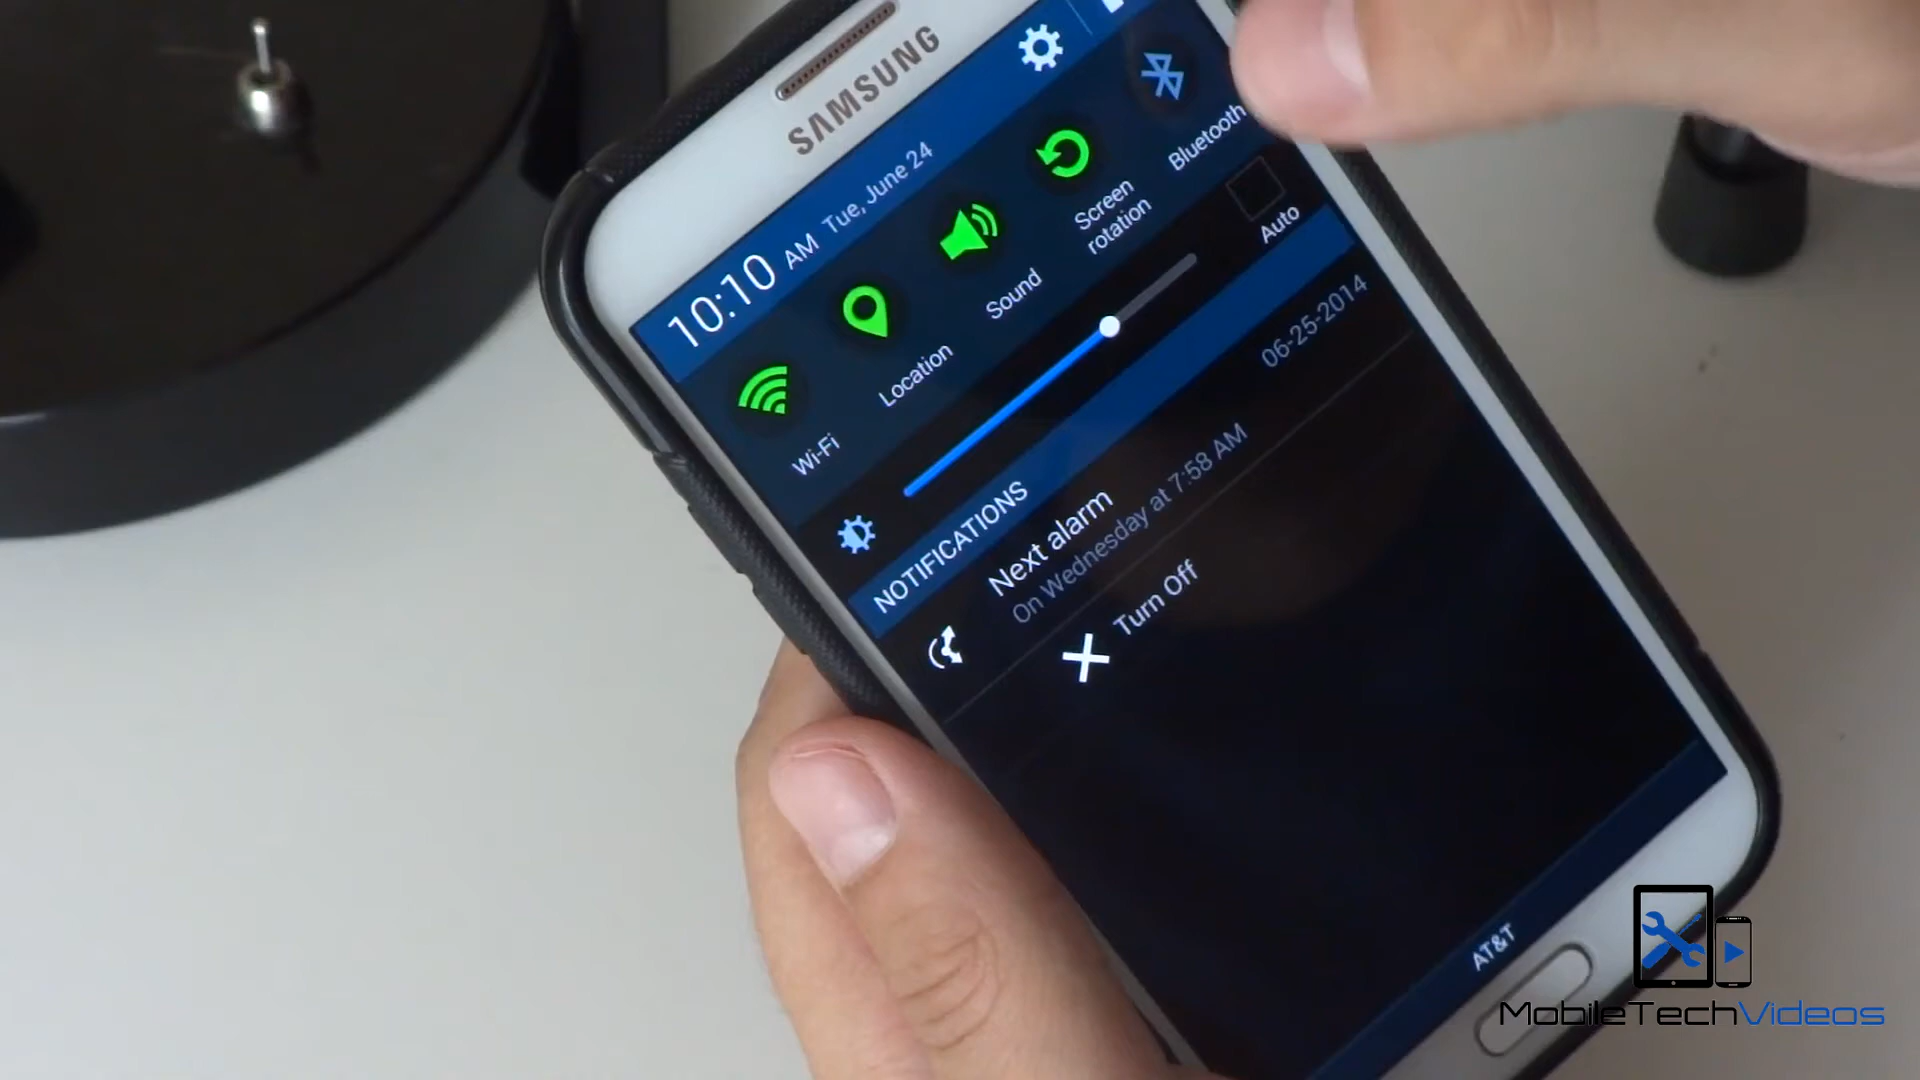 SAMSUNG
10:10 AM Tue, June 24
Wi-Fi
Location
Sound
Screen
rotation
Bluetooth
Auto
NOTIFICATIONS
Next alarm
06-25-2014
On Wednesday at 7:58 AM
Turn Off
AT&T
MobileTechVideos